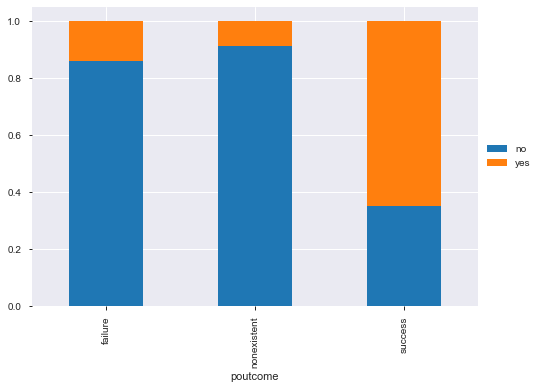 1.0
0.8
0.6
0.4
0.2
0.0
no
yes
failure
nonexistent
success
poutcome